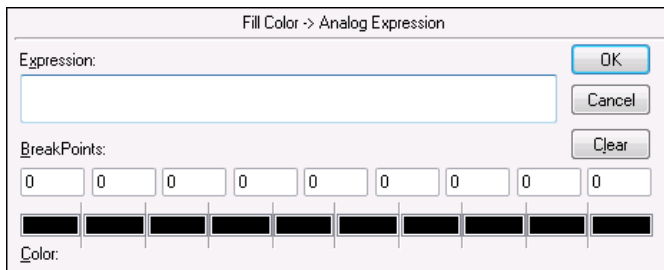 Fill Color -> Analog Expression
Expression:
OK
Cancel
BreakPoints:
Clear
0 0 0 0 0 0 0 0 0
Color: